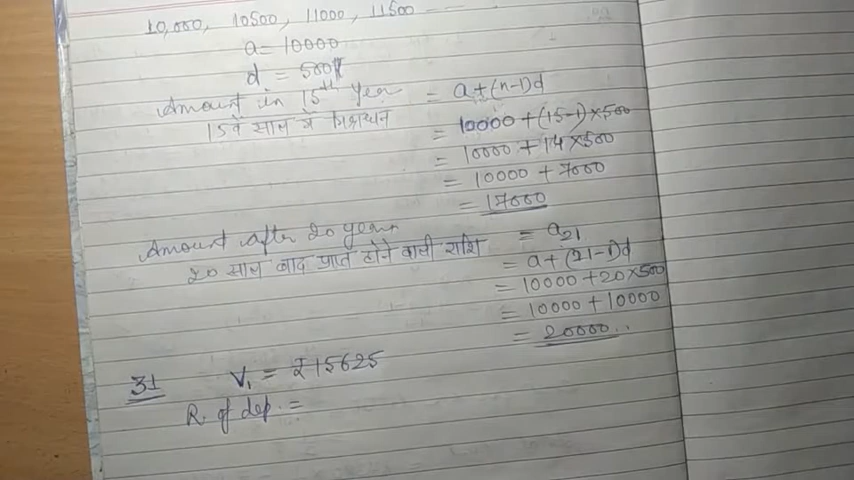 10,000, 10500, 11000, 11500
a = 10000
d = 500
Amount in 15th Year = a+(n-1)d
15वें साल में मिश्रधन
= 10000 + (15-1)×500
= 10000 + 14×500
= 10000 + 7000
= 17000
Amount after 20 years = a21
20 साल बाद प्राप्त होने वाली राशि
= a+(21-1)d
= 10000 + 20×500
= 10000 + 10000
= 20000..
31 V1 = ₹15625
R. of dep. =